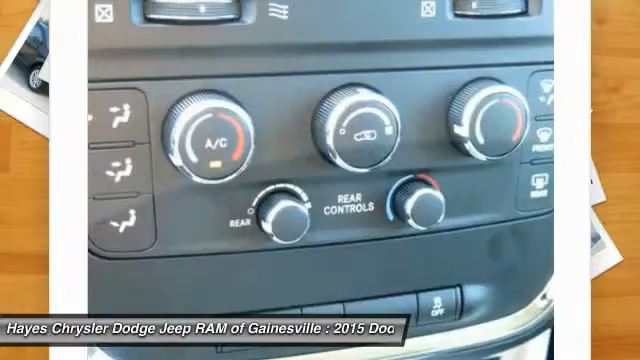 A/C
REAR
REAR
CONTROLS
FRONT
REAR
OFF
Hayes Chrysler Dodge Jeep RAM of Gainesville : 2015 Doc